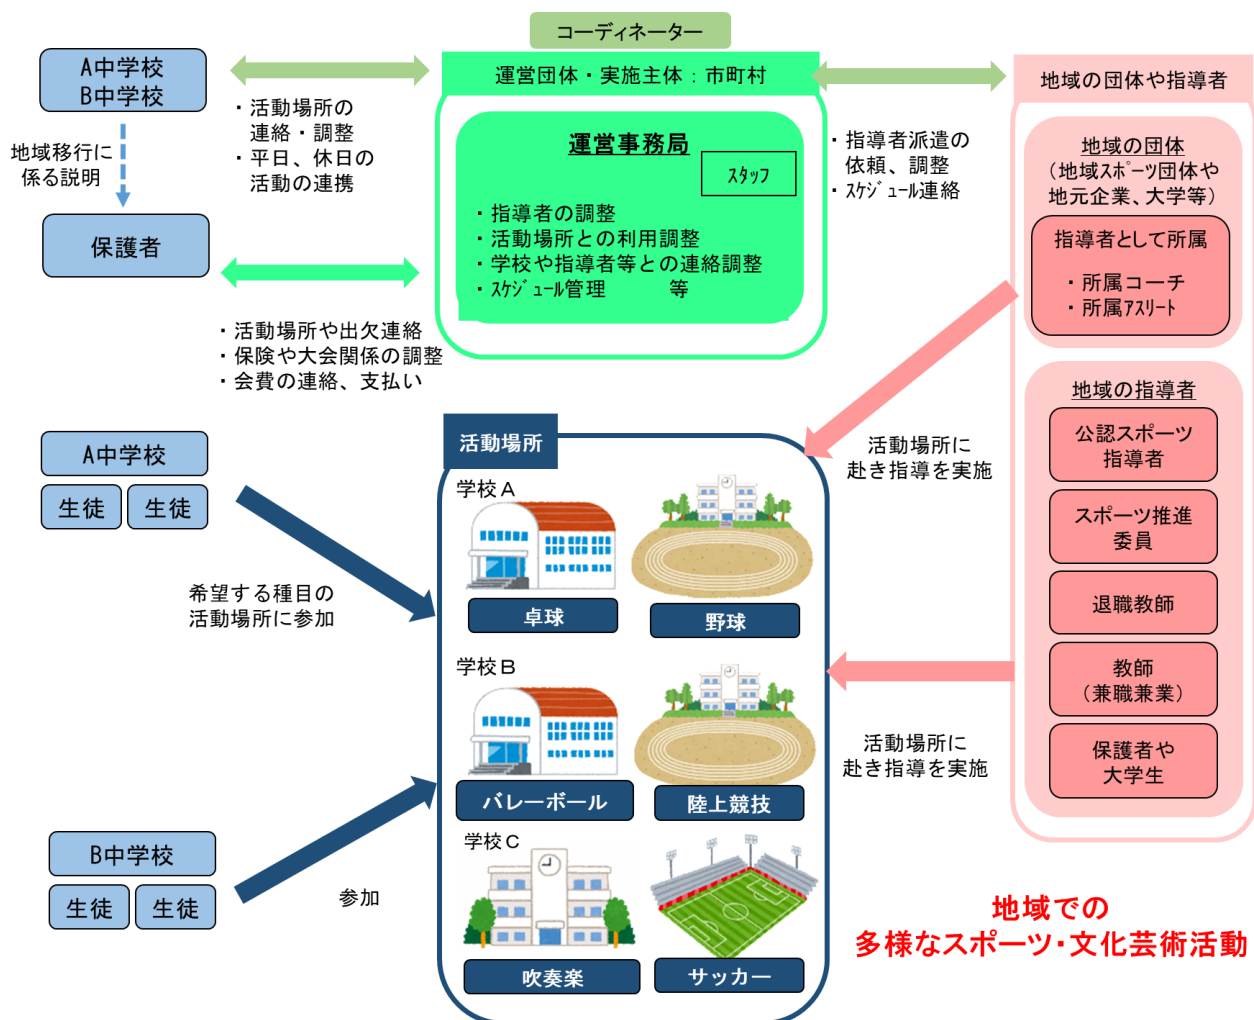 コーディネーター
A中学校
B中学校
運営団体・実施主体：市町村
地域の団体や指導者
・活動場所の
連絡・調整
・平日、休日の
活動の連携
地域移行に
係る説明
保護者
運営事務局
ｽﾀｯﾌ
・指導者の調整
・活動場所との利用調整
・学校や指導者等との連絡調整
・ｽｹｼﾞｭｰﾙ管理　　　等
・指導者派遣の
依頼、調整
・ｽｹｼﾞｭｰﾙ連絡
地域の団体
（地域ｽﾎﾟｰﾂ団体や
地元企業、大学等）
指導者として所属
・所属コーチ
・所属ｱｽﾘｰﾄ
・活動場所や出欠連絡
・保険や大会関係の調整
・会費の連絡、支払い
地域の指導者
公認スポーツ
指導者
スポーツ推進
委員
退職教師
教師
（兼職兼業）
保護者や
大学生
活動場所に
赴き指導を実施
活動場所に
赴き指導を実施
A中学校
生徒
生徒
希望する種目の
活動場所に参加
B中学校
生徒
生徒
参加
活動場所
学校A
卓球
野球
学校B
バレーボール
陸上競技
学校C
吹奏楽
サッカー
地域での
多様なスポーツ・文化芸術活動